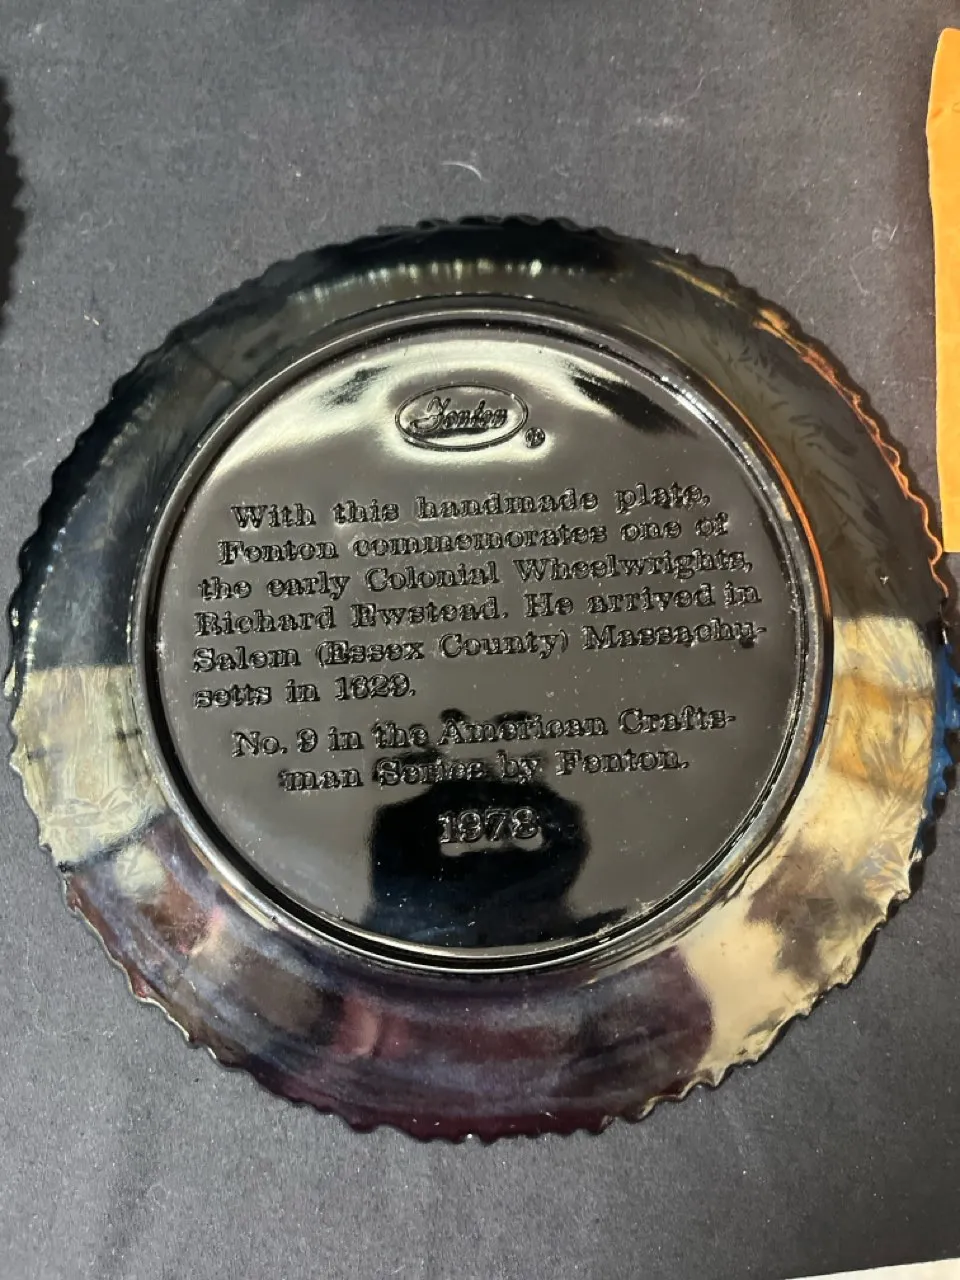 Fenton ®
With this handmade plate,
Fenton commemorates one of
the early Colonial Wheelwrights,
Richard Ewstead. He arrived in
Salem (Essex County) Massachu-
setts in 1629.
No. 9 in the American Crafts-
man Series by Fenton.
1978